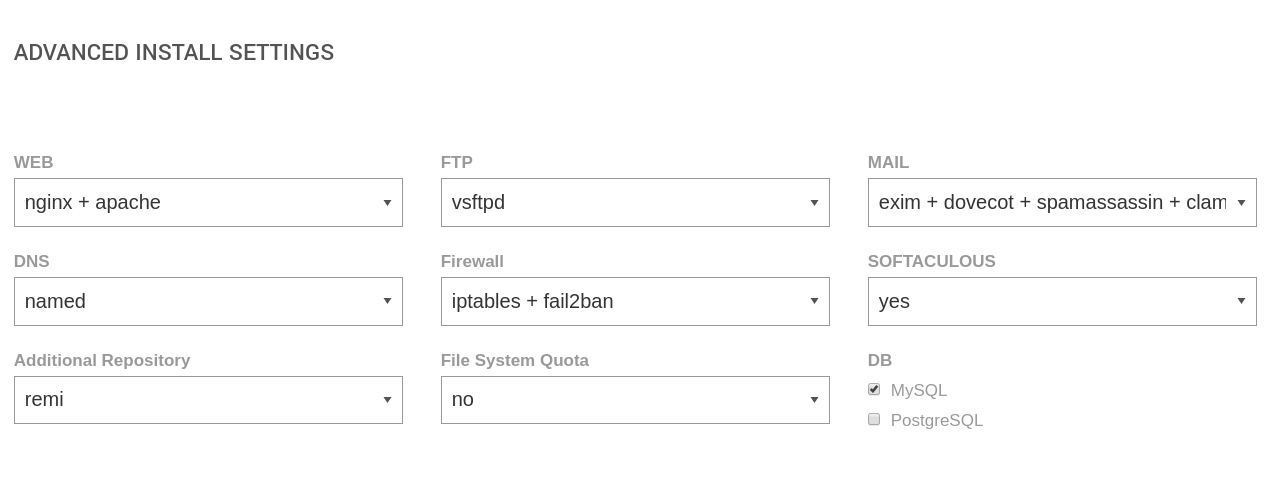 ADVANCED INSTALL SETTINGS
WEB
nginx + apache
FTP
vsftpd
MAIL
exim + dovecot + spamassassin + clam
DNS
named
Firewall
iptables + fail2ban
SOFTACULOUS
yes
Additional Repository
remi
File System Quota
no
DB
MySQL
PostgreSQL